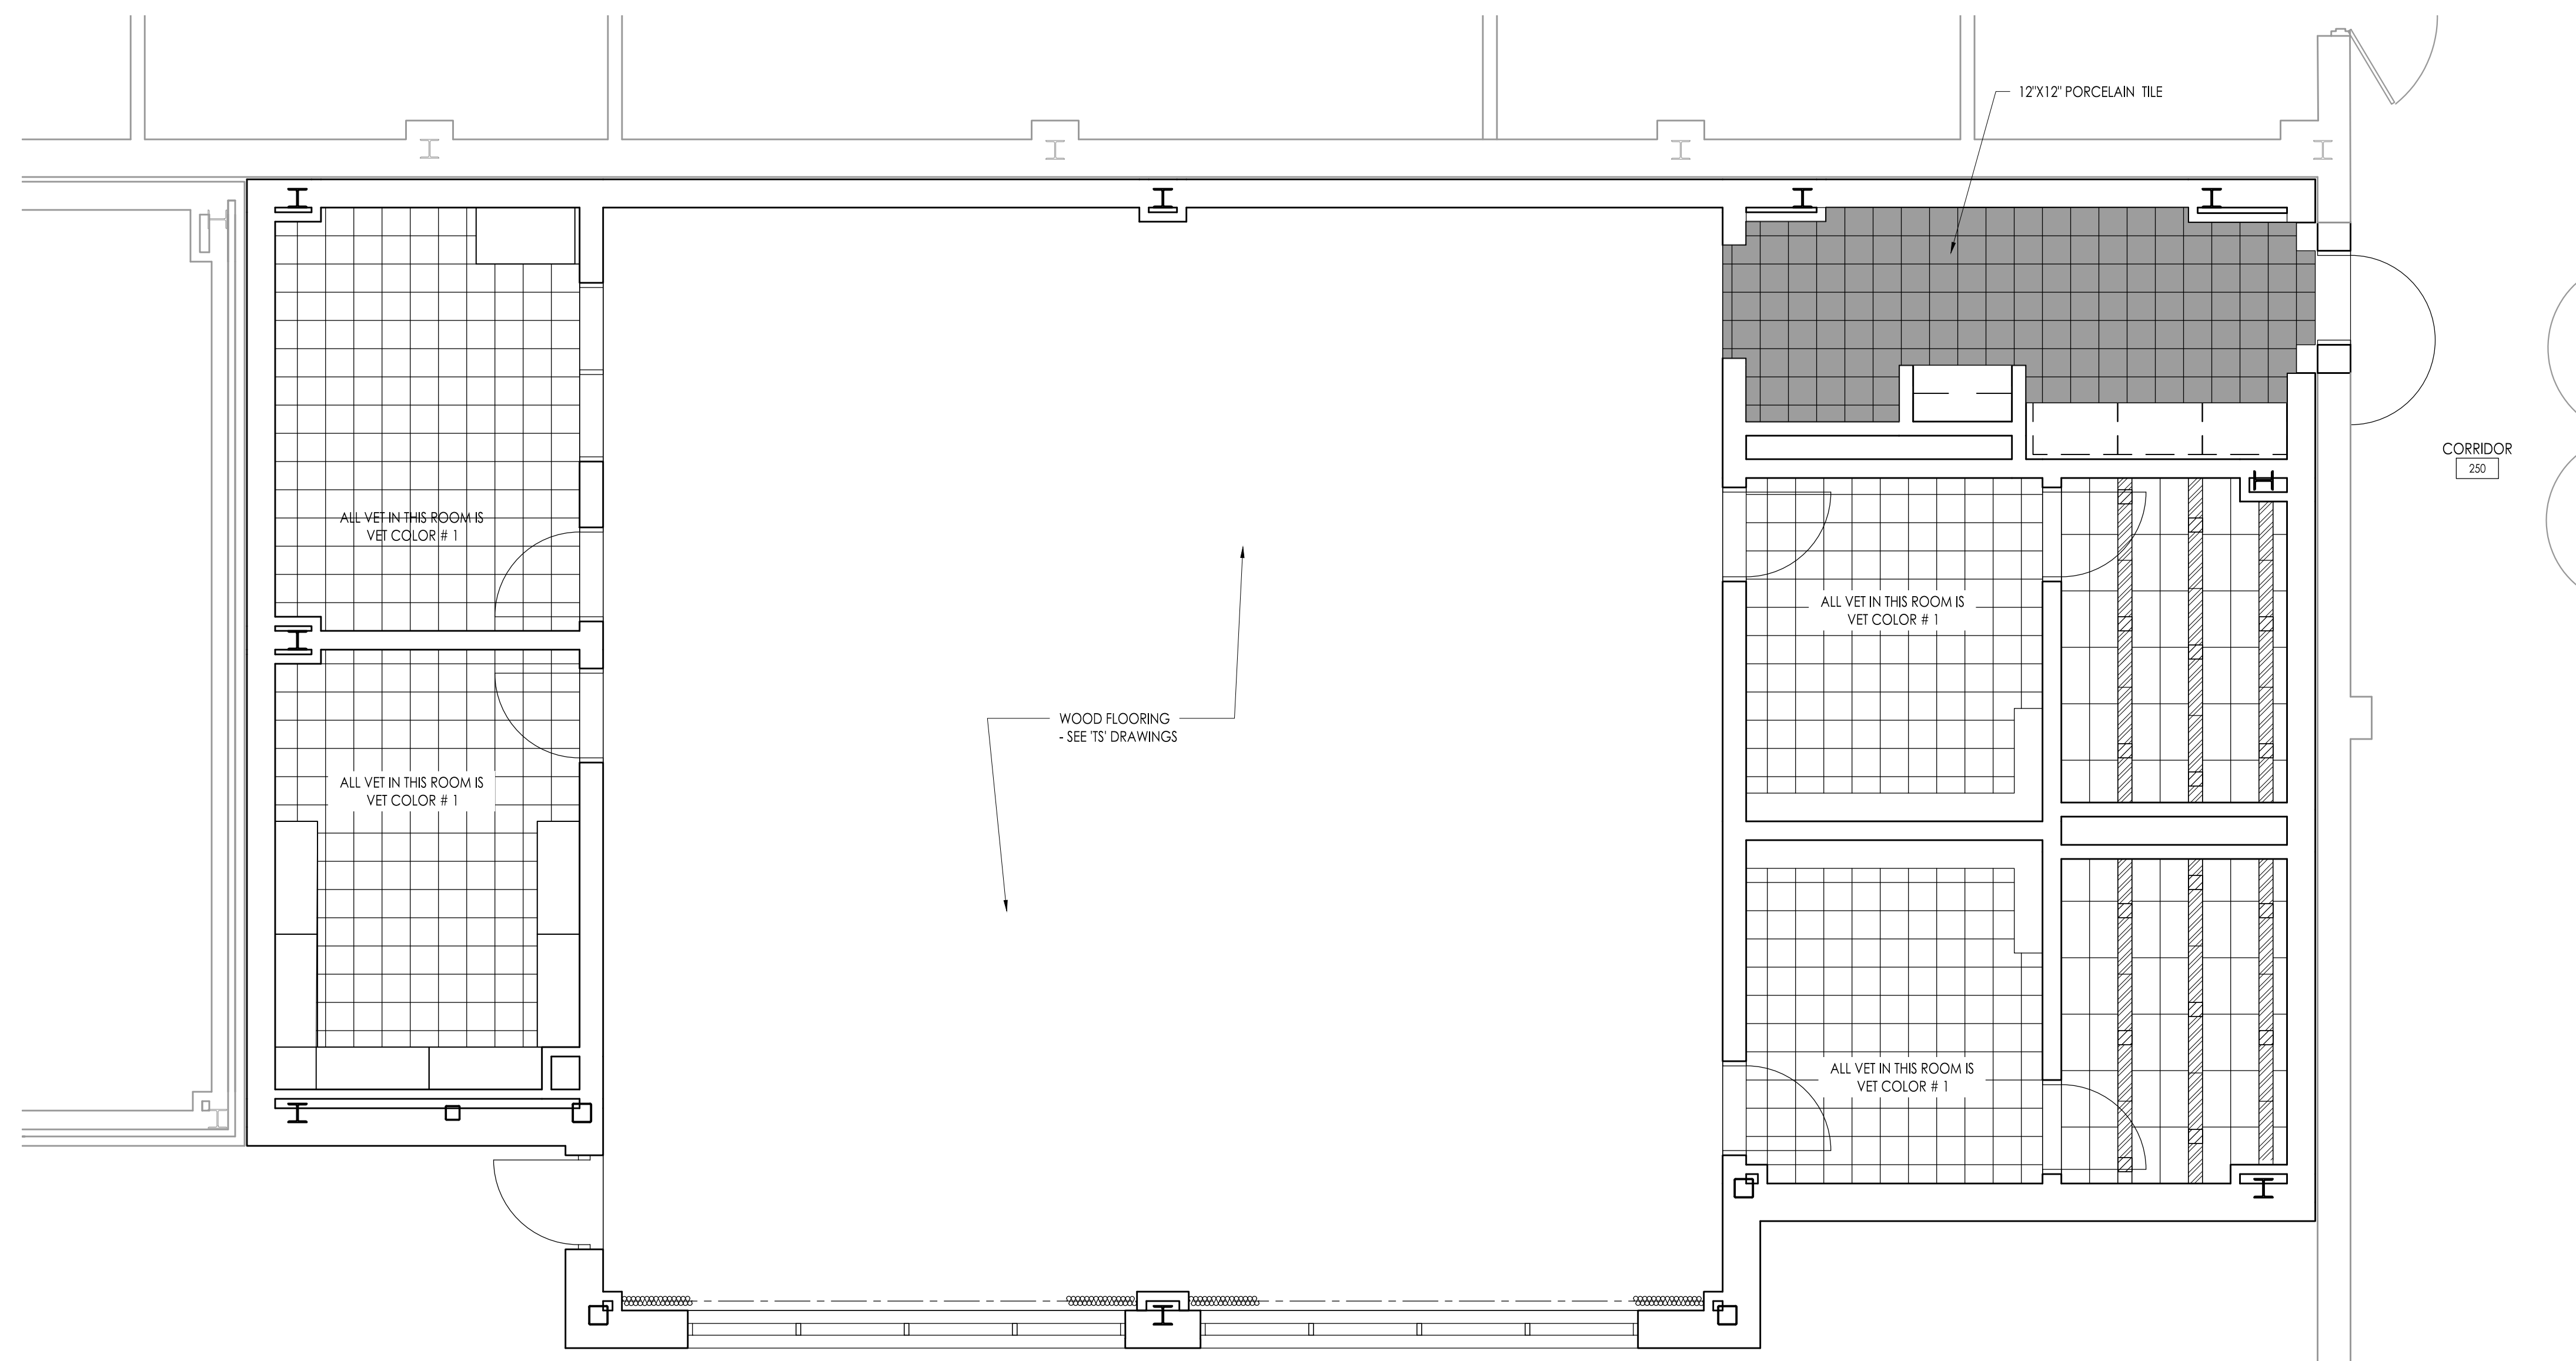 12"X12" PORCELAIN TILE
CORRIDOR
250
ALL VET IN THIS ROOM IS
VET COLOR # 1
ALL VET IN THIS ROOM IS
VET COLOR # 1
WOOD FLOORING
- SEE 'TS' DRAWINGS
ALL VET IN THIS ROOM IS
VET COLOR # 1
ALL VET IN THIS ROOM IS
VET COLOR # 1